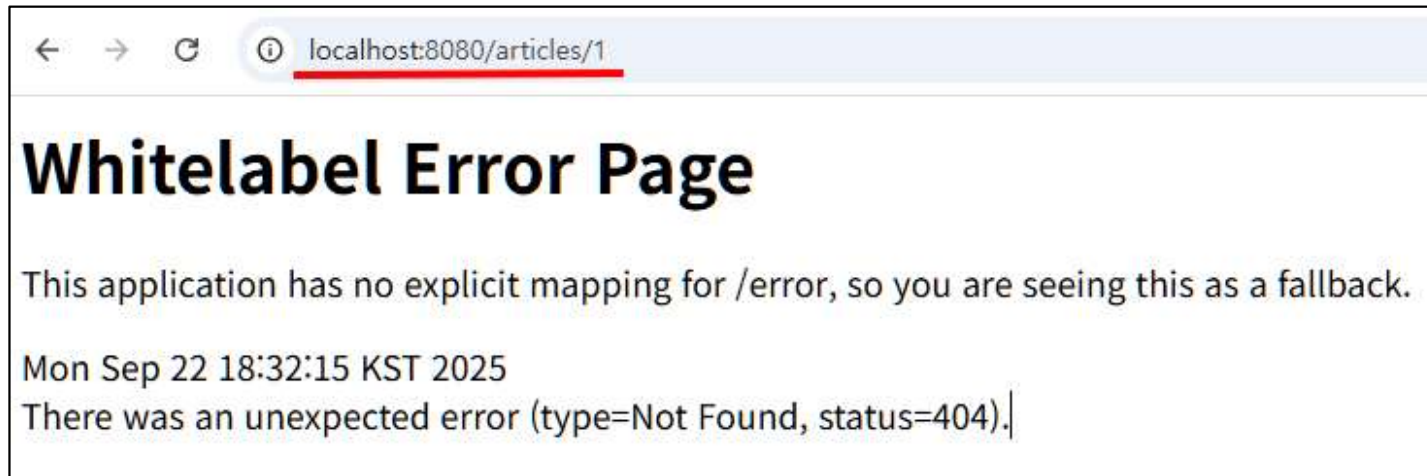 localhost:8080/articles/1
Whitelabel Error Page
This application has no explicit mapping for /error, so you are seeing this as a fallback.
Mon Sep 22 18:32:15 KST 2025
There was an unexpected error (type=Not Found, status=404).